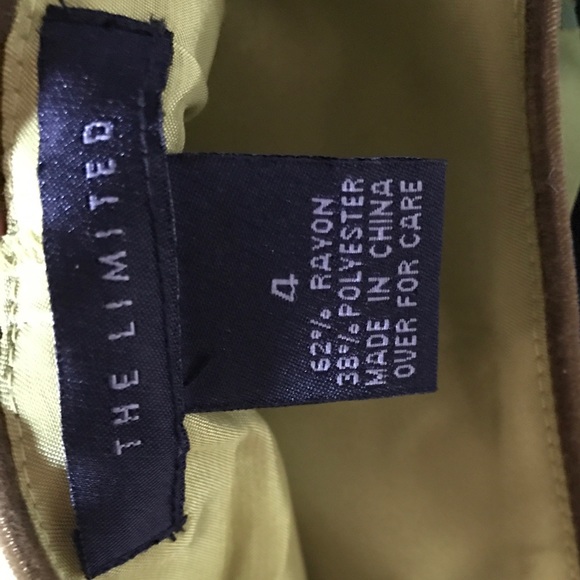 THE LIMITED
4
62% RAYON
38% POLYESTER
MADE IN CHINA
OVER FOR CARE